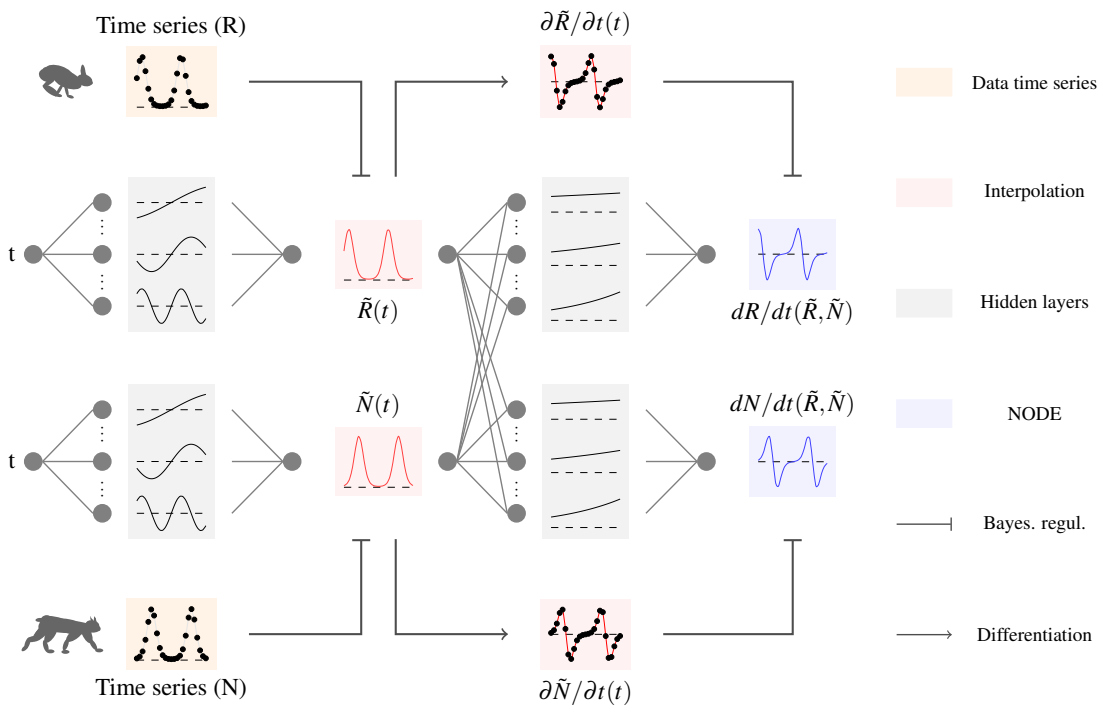 Time series (R)
∂R̃/∂t(t)
Data time series
Interpolation
t
R̃(t)
dR/dt(R̃,Ñ)
Hidden layers
Ñ(t)
dN/dt(R̃,Ñ)
NODE
t
Bayes. regul.
Differentiation
Time series (N)
∂Ñ/∂t(t)